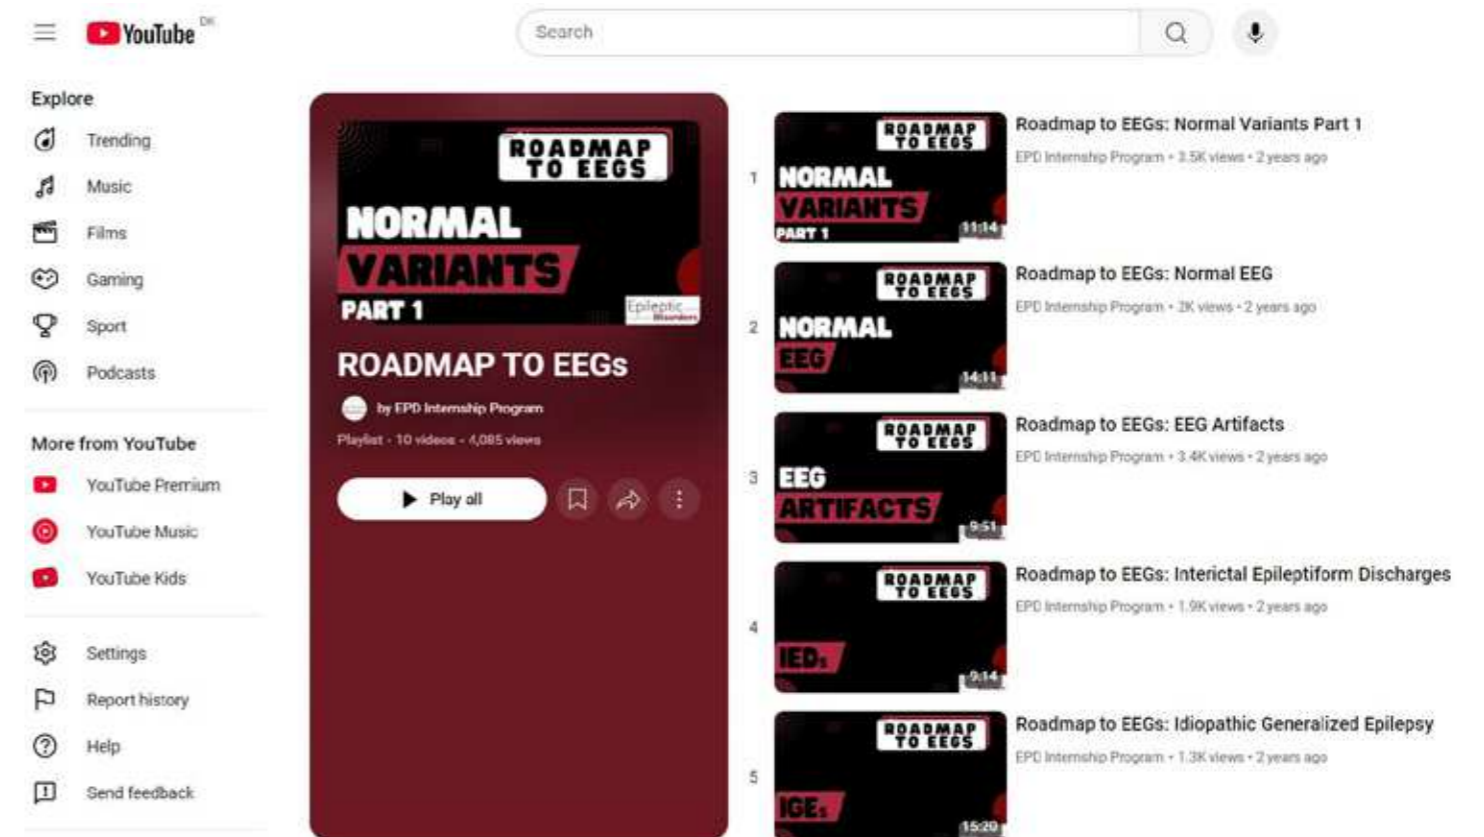 YouTube DK
Search
Explore
Trending
Music
Films
Gaming
Sport
Podcasts
More from YouTube
YouTube Premium
YouTube Music
YouTube Kids
Settings
Report history
Help
Send feedback
ROADMAP
TO EEGS
NORMAL
VARIANTS
PART 1
Epileptic
Disorders
ROADMAP TO EEGs
by EPD Internship Program
Playlist • 10 videos • 4,085 views
Play all
1
ROADMAP
TO EEGS
NORMAL
VARIANTS
PART 1
11:14
Roadmap to EEGs: Normal Variants Part 1
EPD Internship Program • 3.5K views • 2 years ago
2
ROADMAP
TO EEGS
NORMAL
EEG
14:11
Roadmap to EEGs: Normal EEG
EPD Internship Program • 2K views • 2 years ago
3
ROADMAP
TO EEGS
EEG
ARTIFACTS
9:51
Roadmap to EEGs: EEG Artifacts
EPD Internship Program • 3.4K views • 2 years ago
4
ROADMAP
TO EEGS
IEDs
9:14
Roadmap to EEGs: Interictal Epileptiform Discharges
EPD Internship Program • 1.9K views • 2 years ago
5
ROADMAP
TO EEGS
IGEs
15:20
Roadmap to EEGs: Idiopathic Generalized Epilepsy
EPD Internship Program • 1.3K views • 2 years ago